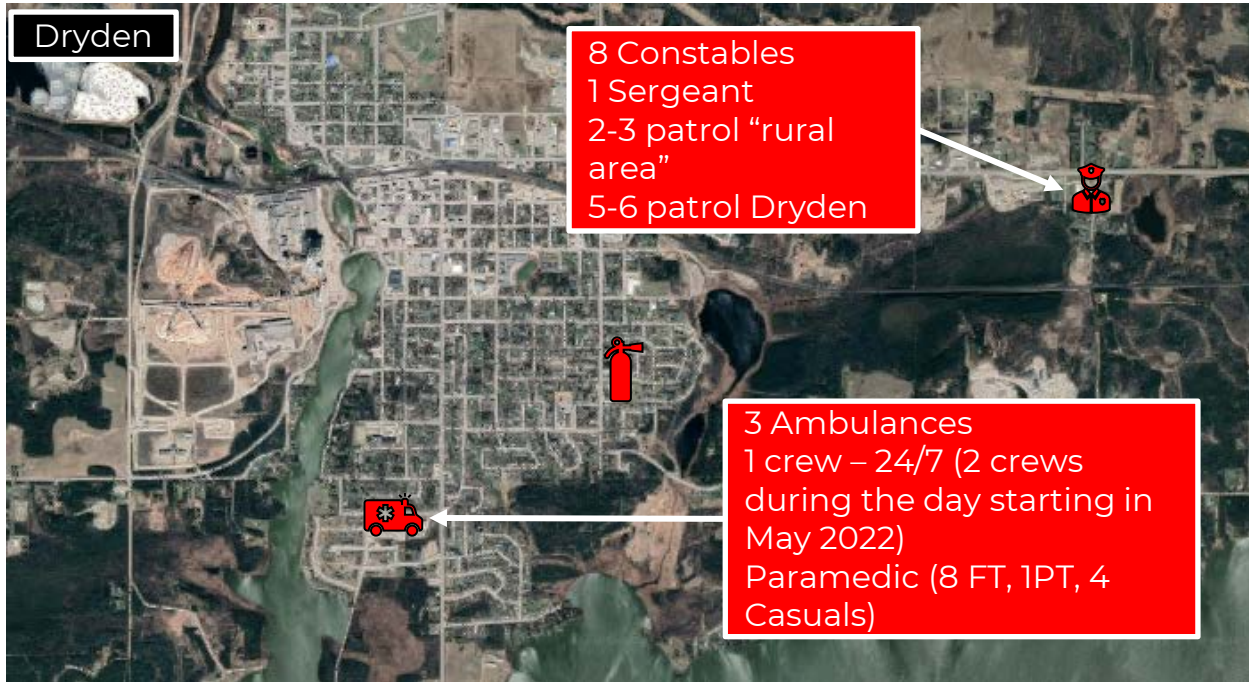 Dryden
8 Constables
1 Sergeant
2-3 patrol “rural
area”
5-6 patrol Dryden
3 Ambulances
1 crew – 24/7 (2 crews
during the day starting in
May 2022)
Paramedic (8 FT, 1PT, 4
Casuals)